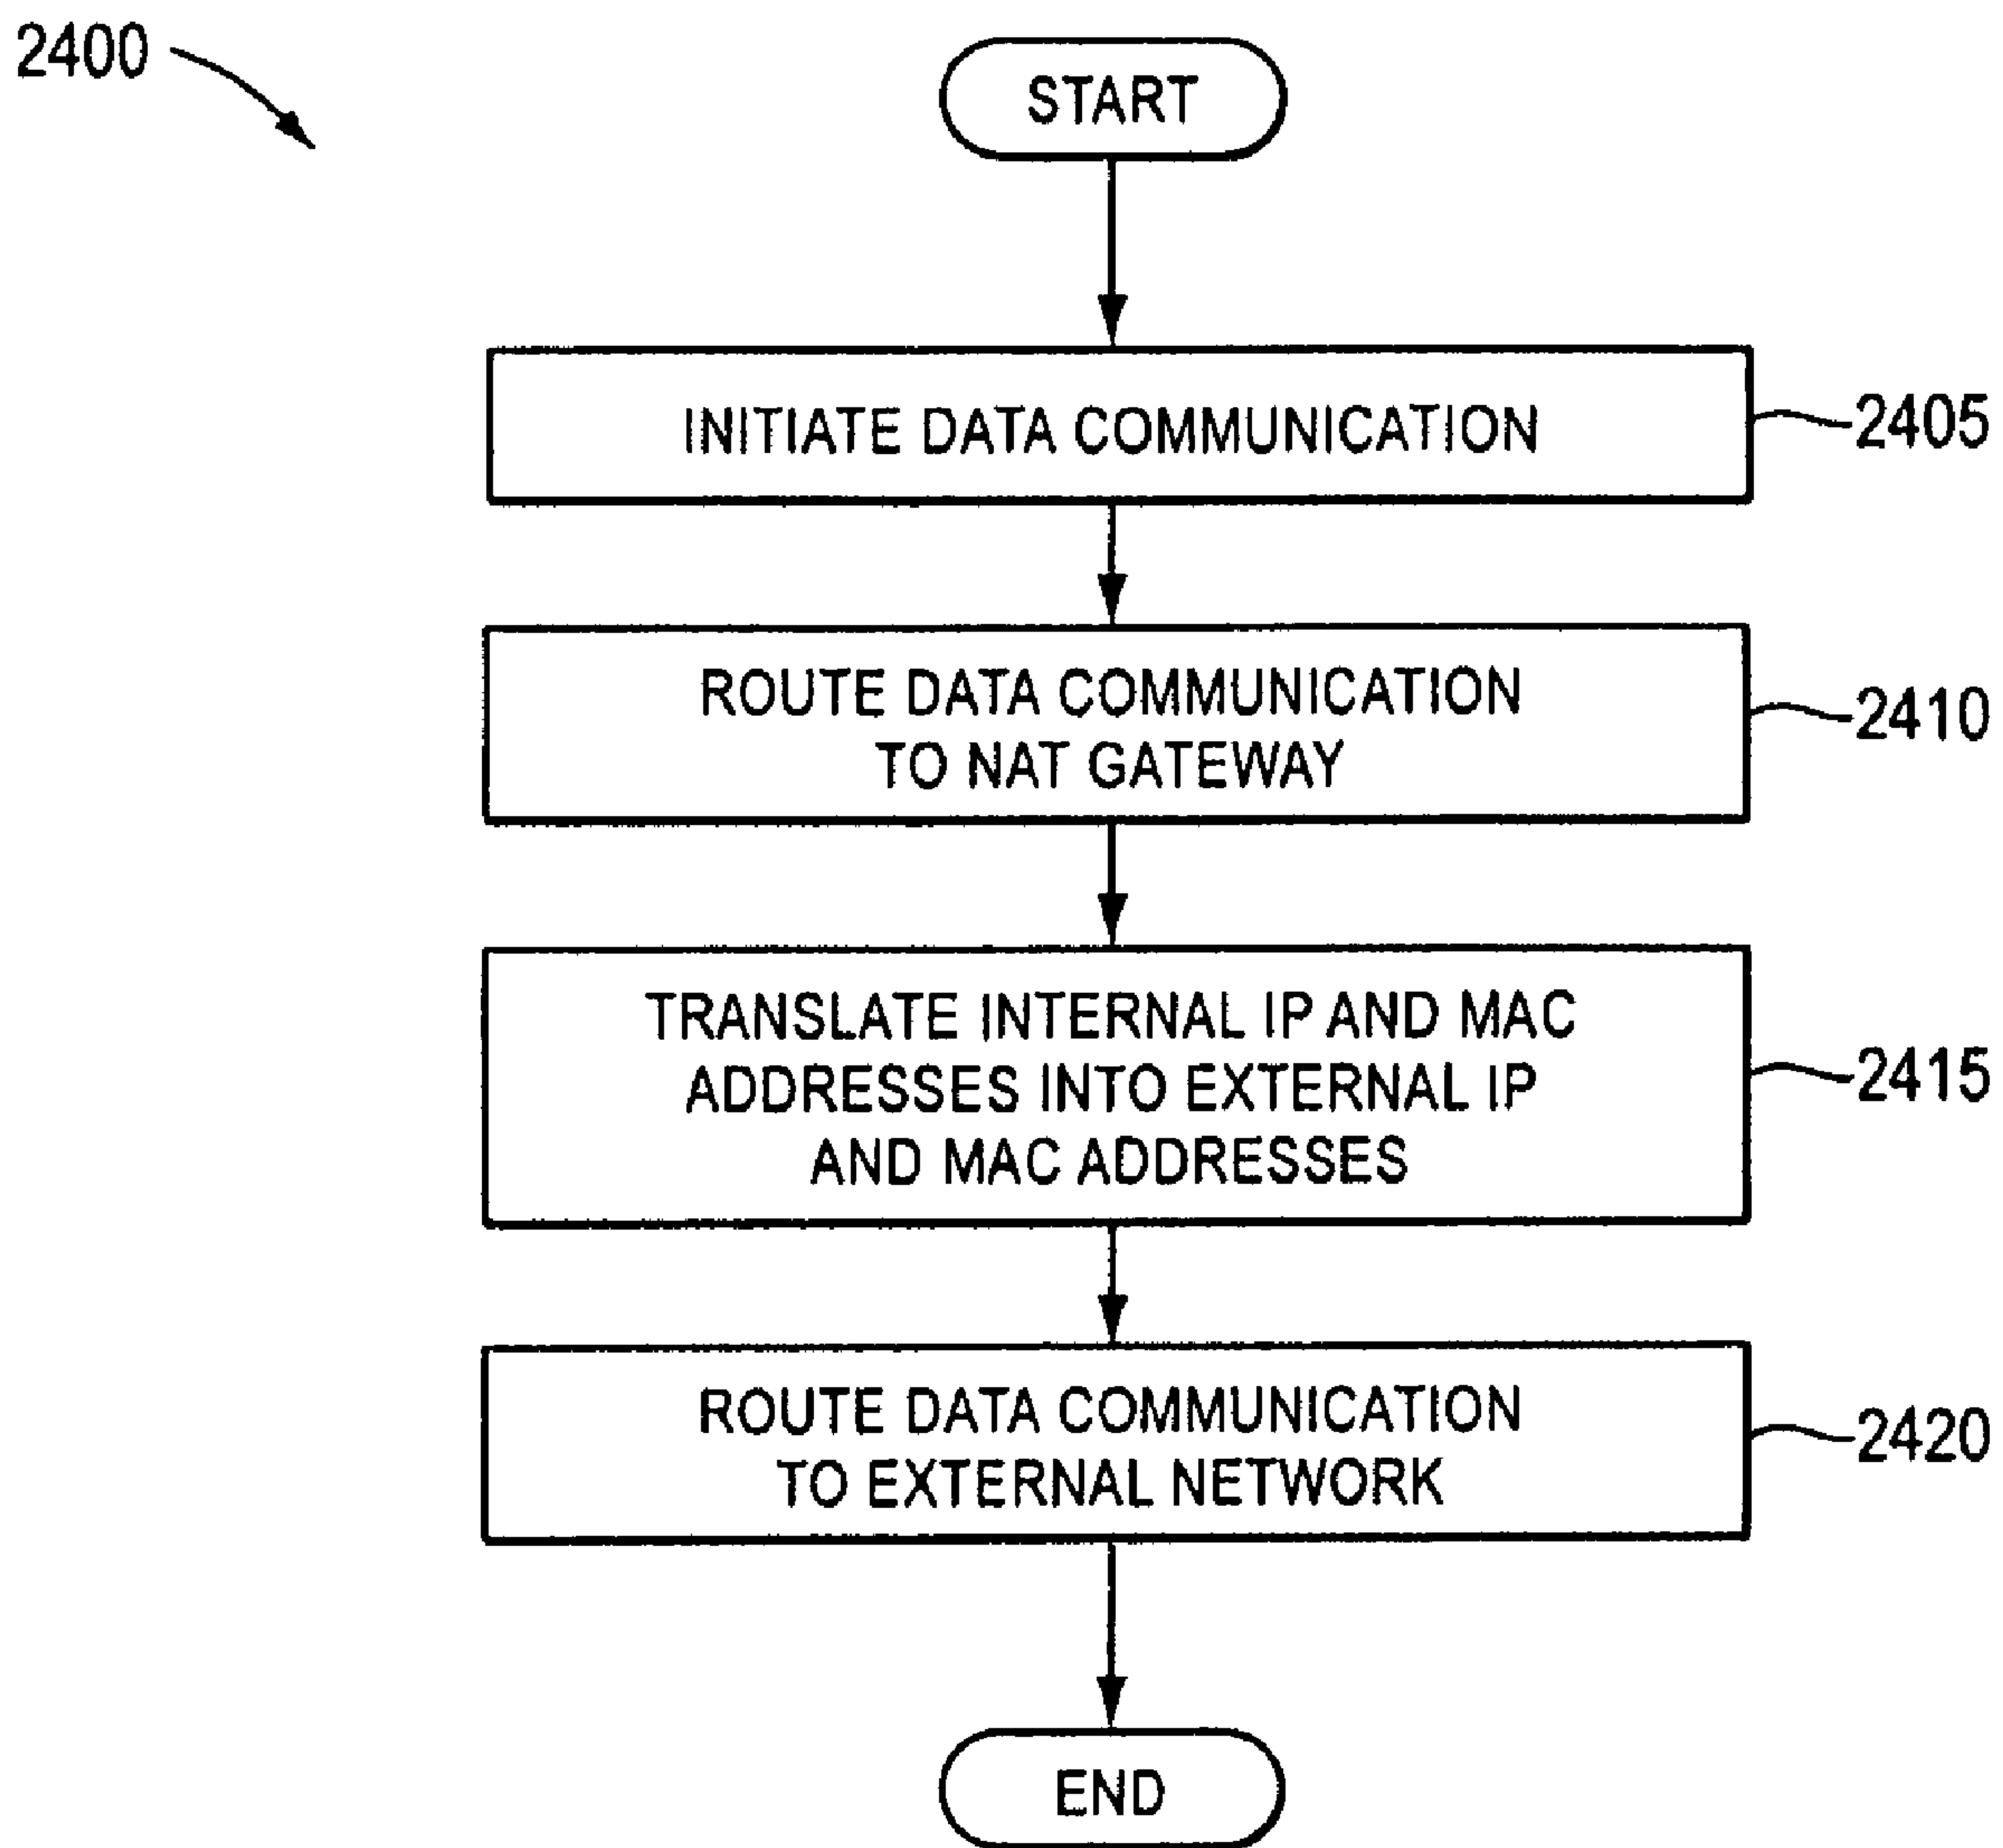 2400
START
INITIATE DATA COMMUNICATION
2405
ROUTE DATA COMMUNICATION
TO NAT GATEWAY
2410
TRANSLATE INTERNAL IP AND MAC
ADDRESSES INTO EXTERNAL IP
AND MAC ADDRESSES
2415
ROUTE DATA COMMUNICATION
TO EXTERNAL NETWORK
2420
END